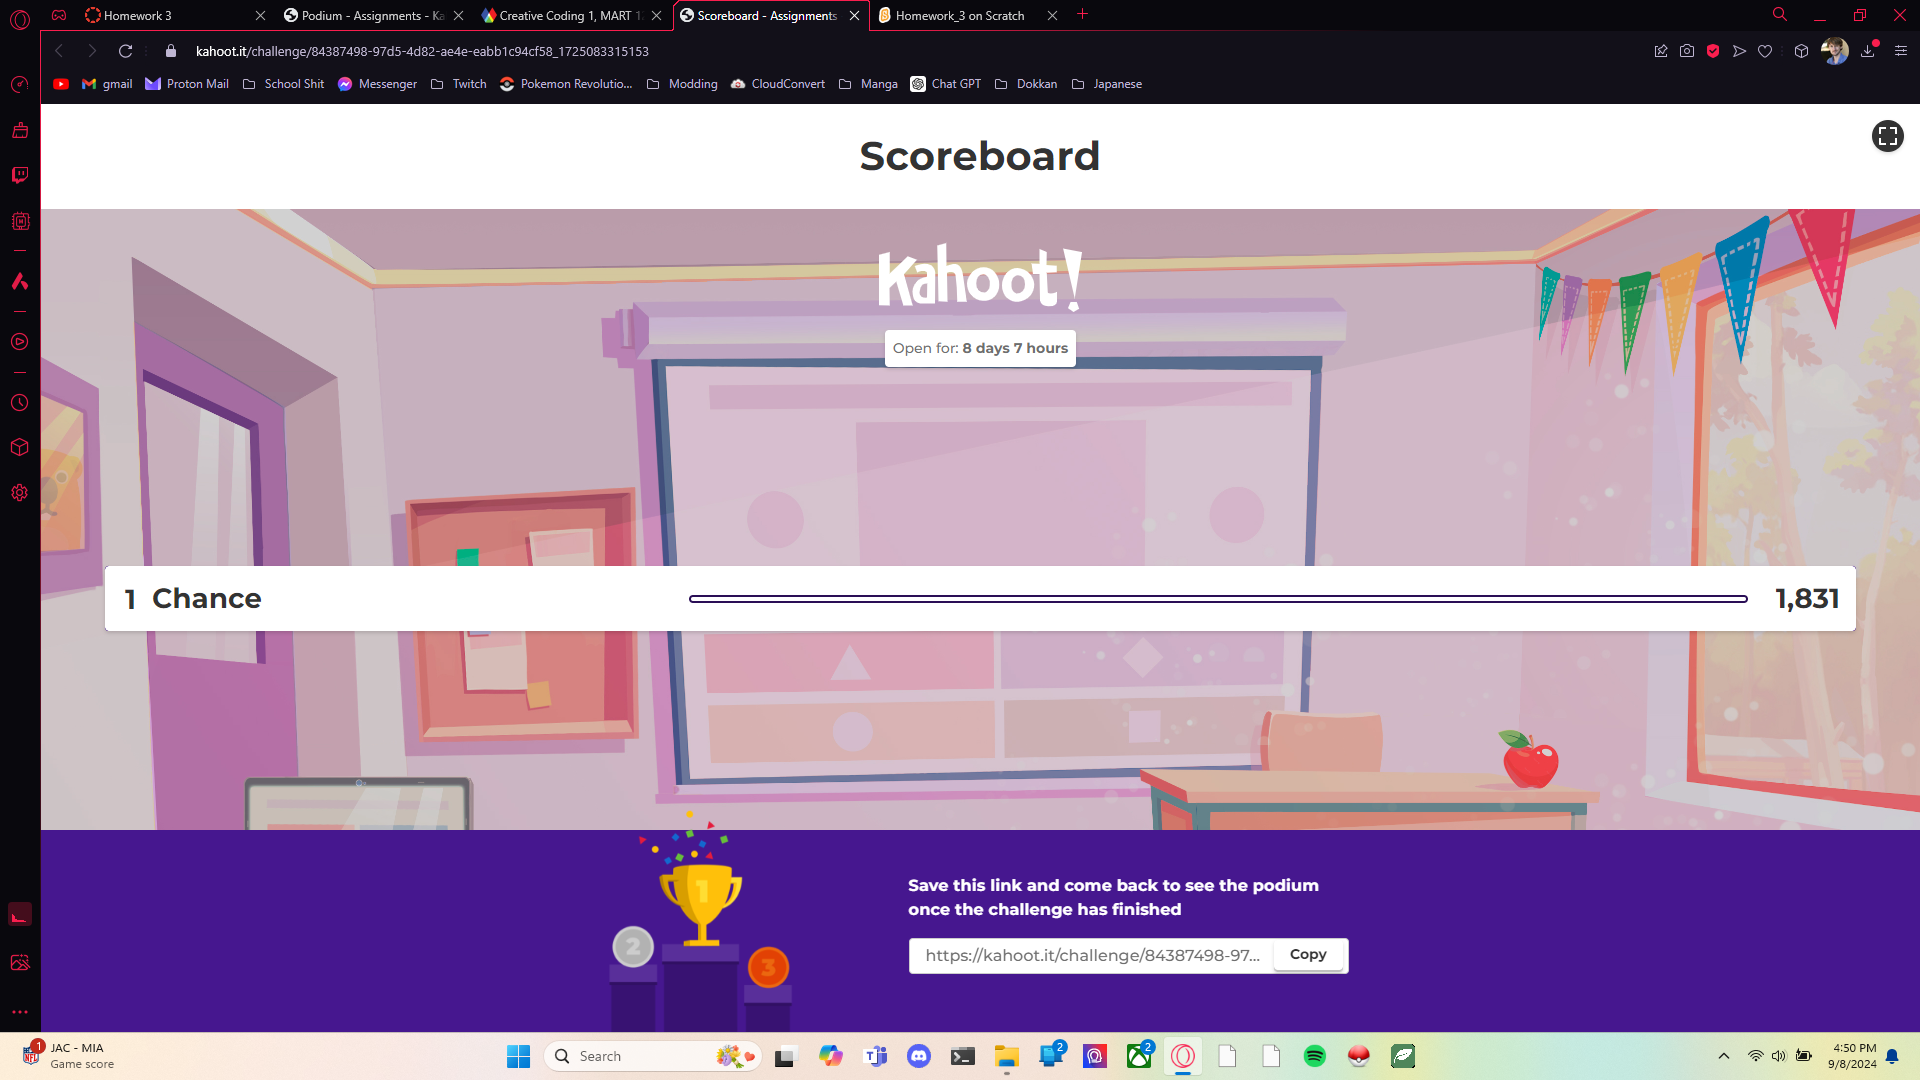 Homework 3
Podium - Assignments - Ka
Creative Coding 1, MART 1
Scoreboard - Assignments
Homework_3 on Scratch
kahoot.it/challenge/84387498-97d5-4d82-ae4e-eabb1c94cf58_1725083315153
gmail
Proton Mail
School Shit
Messenger
Twitch
Pokemon Revolutio...
Modding
CloudConvert
Manga
Chat GPT
Dokkan
Japanese
Scoreboard
Kahoot!
Open for: 8 days 7 hours
1 Chance 1,831
1
2
3
Save this link and come back to see the podium
once the challenge has finished
https://kahoot.it/challenge/84387498-97...
Copy
1
JAC - MIA
Game score
Search
2
2
4:50 PM
9/8/2024